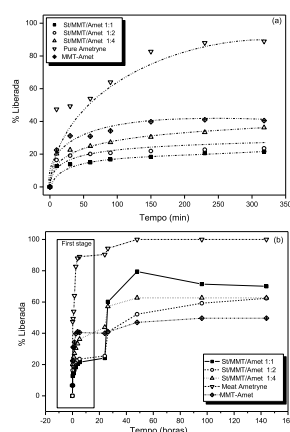 (a)
St/MMT/Amet 1:1
St/MMT/Amet 1:2
St/MMT/Amet 1:4
Pure Ametryne
MMT-Amet
% Liberada
100
80
60
40
20
0
0 50 100 150 200 250 300 350
Tempo (min)
(b)
First stage
% Liberada
100
80
60
40
20
0
St/MMT/Amet 1:1
St/MMT/Amet 1:2
St/MMT/Amet 1:4
Meat Ametryne
MMT-Amet
-20 0 20 40 60 80 100 120 140 160
Tempo (horas)